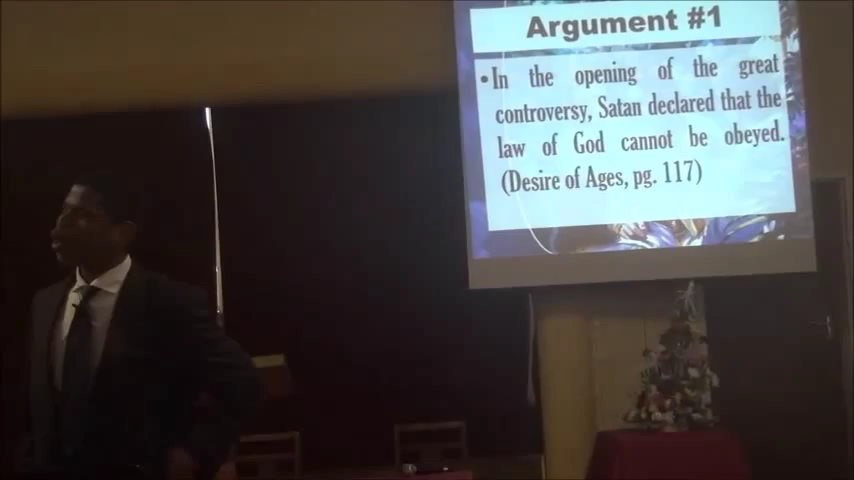 Argument #1
•In the opening of the great
controversy, Satan declared that the
law of God cannot be obeyed.
(Desire of Ages, pg. 117)